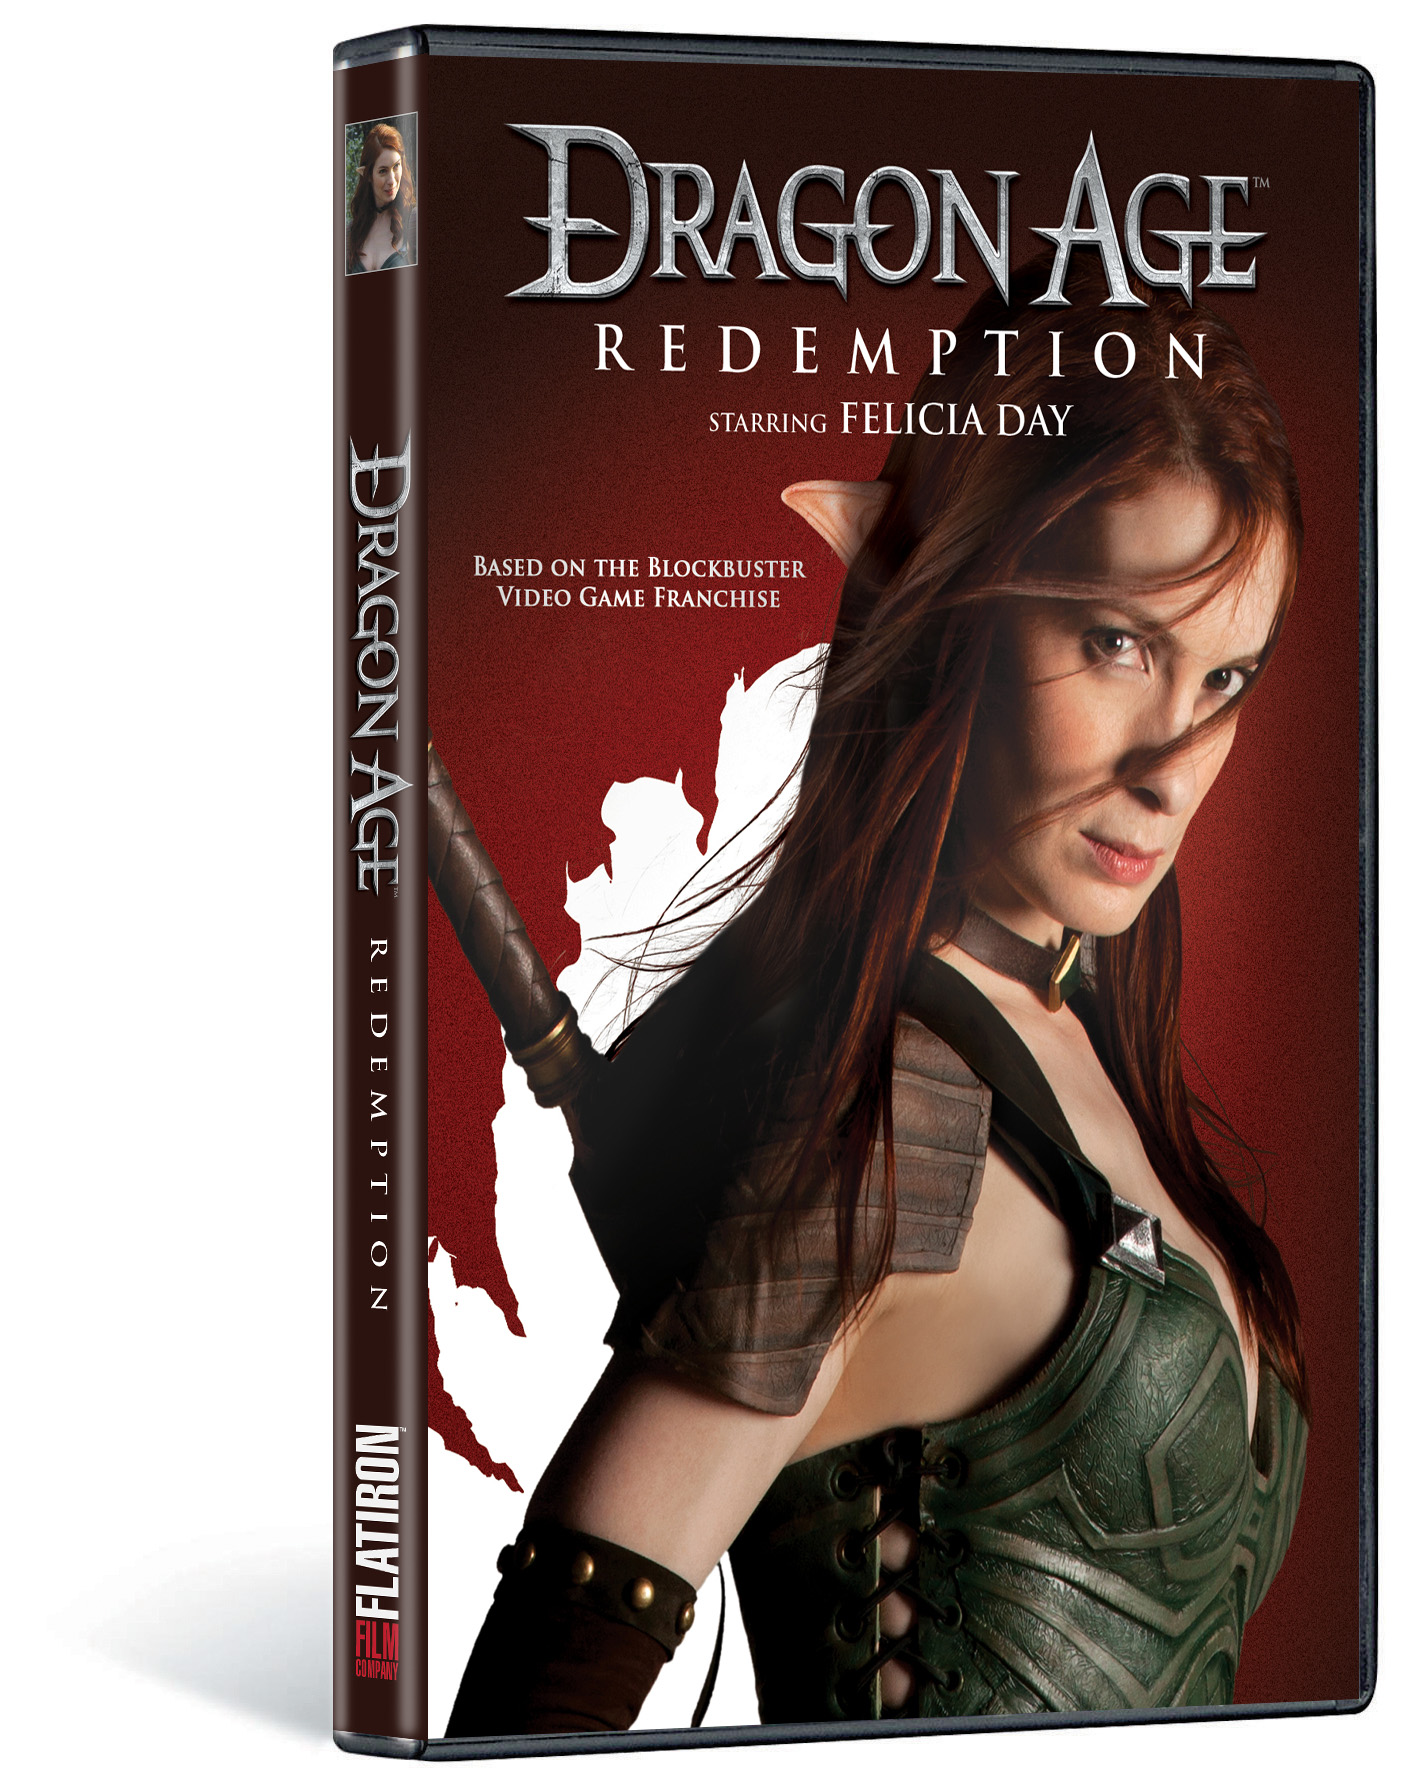 DRAGON AGE™
REDEMPTION
STARRING FELICIA DAY
BASED ON THE BLOCKBUSTER
VIDEO GAME FRANCHISE
DRAGON AGE™ REDEMPTION
FLATIRON™
FILM
COMPANY